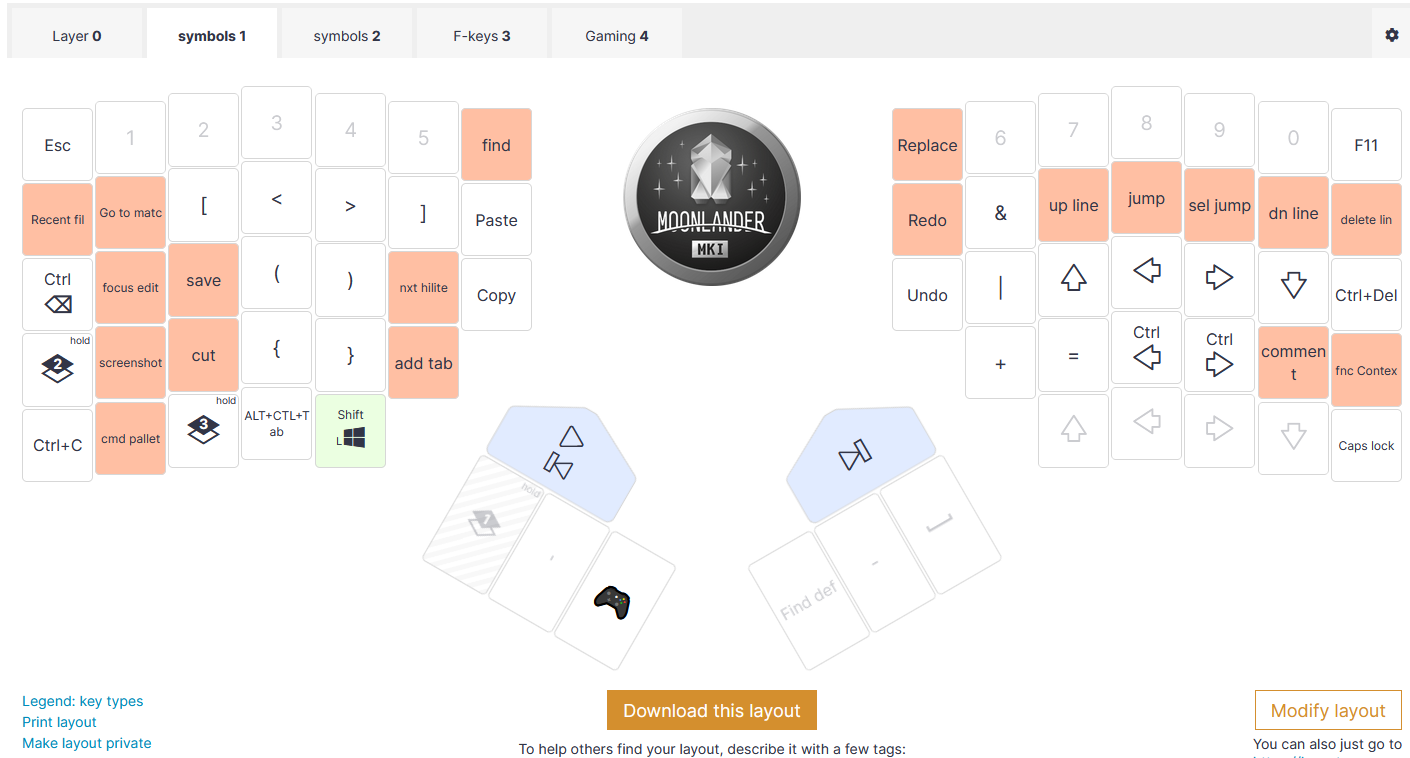 Layer 0
symbols 1
symbols 2
F-keys 3
Gaming 4
Esc
1
2
3
4
5
find
Replace
6
7
8
9
0
F11
Recent fil
Go to matc
[
<
>
]
Paste
Redo
&
up line
jump
sel jump
dn line
delete lin
Ctrl
focus edit
save
(
)
nxt hilite
Copy
Undo
|
Ctrl+Del
hold
2
screenshot
cut
{
}
add tab
+
=
Ctrl
Ctrl
commen
t
fnc Contex
Ctrl+C
cmd pallet
hold
3
ALT+CTL+T
ab
Shift
L
Caps lock
MOONLANDER
MKI
hold
1
Find def
-
Legend: key types
Print layout
Make layout private
Download this layout
To help others find your layout, describe it with a few tags:
Modify layout
You can also just go to